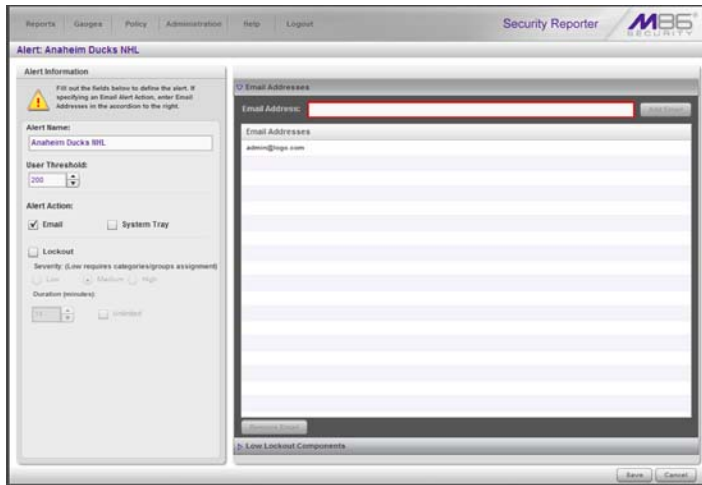 Reports Gauges Policy Administration Help Logout
Security Reporter
M86
SECURITY
Alert: Anaheim Ducks NHL
Alert Information
Fill out the fields below to define the alert. If
specifying an Email Alert Action, enter Email
Addresses in the accordion to the right.
Alert Name:
Anaheim Ducks NHL
User Threshold:
200
Alert Action:
Email
System Tray
Lockout
Severity: (Low requires categories/groups assignment)
Low Medium High
Duration (minutes):
Unlimited
Email Addresses
Email Address:
Add Email
Email Addresses
admin@logo.com
Remove Email
Low Lockout Components
Save Cancel